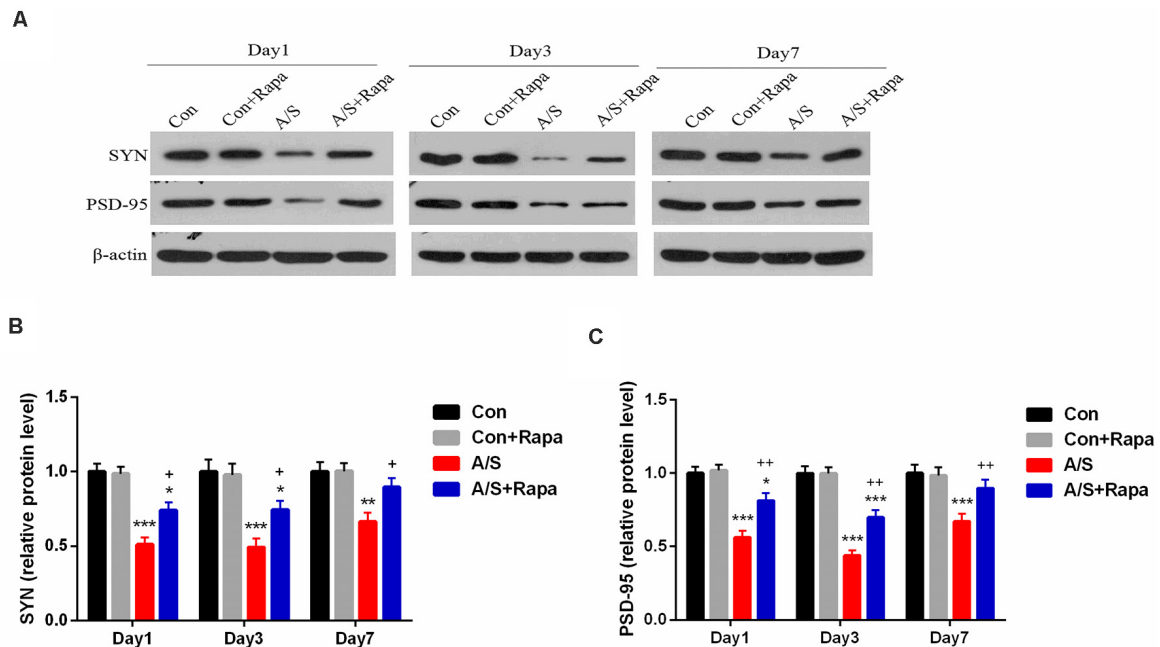 A
Day1 Day3 Day7
Con Con+Rapa A/S A/S+Rapa Con Con+Rapa A/S A/S+Rapa Con Con+Rapa A/S A/S+Rapa
SYN
PSD-95
β-actin
B
SYN (relative protein level)
1.5
1.0
0.5
0.0
*** + * *** + * ** +
Day1 Day3 Day7
Con
Con+Rapa
A/S
A/S+Rapa
C
PSD-95 (relative protein level)
1.5
1.0
0.5
0.0
*** ++ * *** ++ *** *** ++
Day1 Day3 Day7
Con
Con+Rapa
A/S
A/S+Rapa